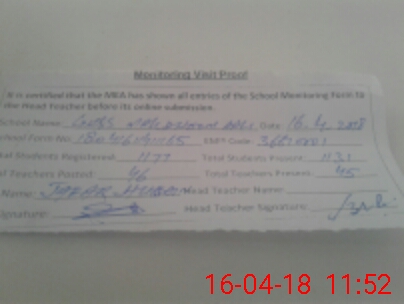 Monitoring Visit Proof
It is certified that the MEA has shown all entries of the School Monitoring Form to
the Head Teacher before its online submission.
School Name: Date: 16.4.2018
School Form No. EMIS Code:
al Students Registered: 1177 Total Students Present: 1131
al Teachers Posted: 46 Total Teachers Present: 45
Name: Head Teacher Name:
ignature: Head Teacher Signature:
16-04-18 11:52